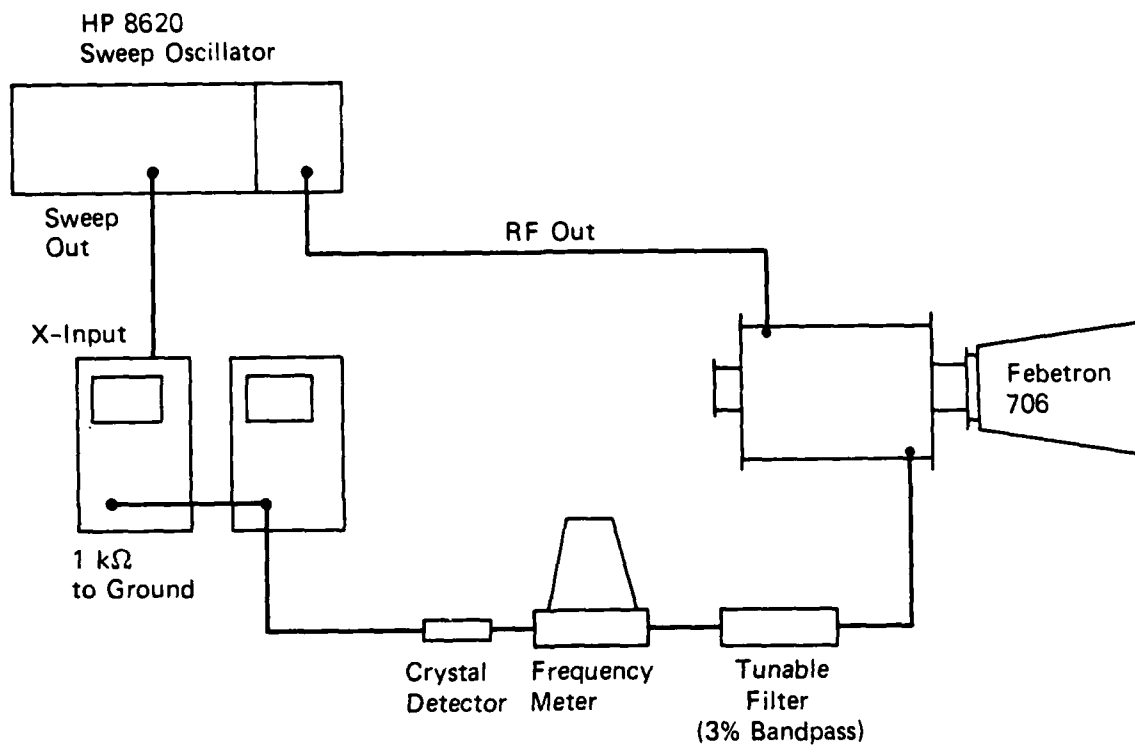 HP 8620
Sweep Oscillator
Sweep
Out
RF Out
X-Input
Febetron
706
1 kΩ
to Ground
Crystal
Detector
Frequency
Meter
Tunable
Filter
(3% Bandpass)